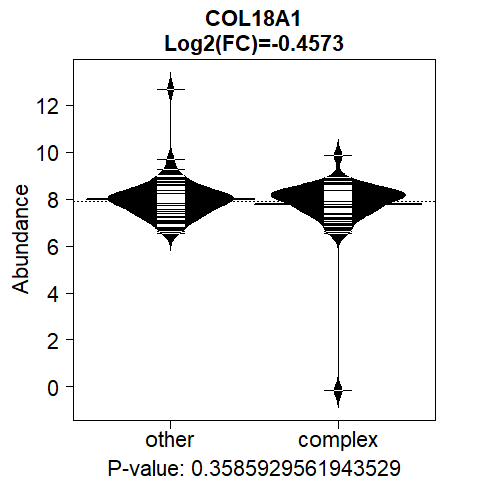 COL18A1
Log2(FC)=-0.4573
Abundance
12
10
8
6
4
2
0
other complex
P-value: 0.3585929561943529